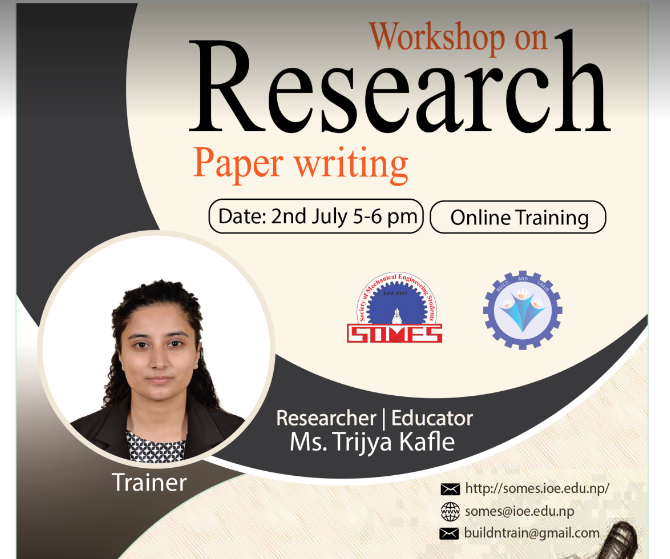 Workshop on
Research
Paper writing
Date: 2nd July 5-6 pm
Online Training
Society of Mechanical Engineering Students
SOMES
Researcher | Educator
Ms. Trijya Kafle
Trainer
http://somes.ioe.edu.np/
somes@ioe.edu.np
buildntrain@gmail.com